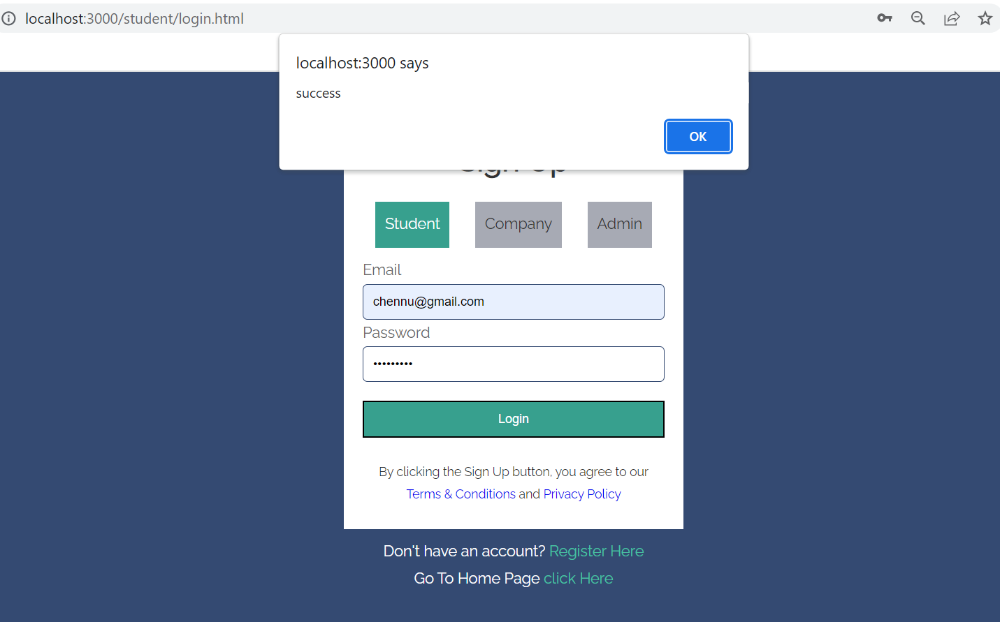 localhost:3000/student/login.html
localhost:3000 says
success
OK
Student Company Admin
Email
chennu@gmail.com
Password
•••••••••
Login
By clicking the Sign Up button, you agree to our
Terms & Conditions and Privacy Policy
Don't have an account? Register Here
Go To Home Page click Here